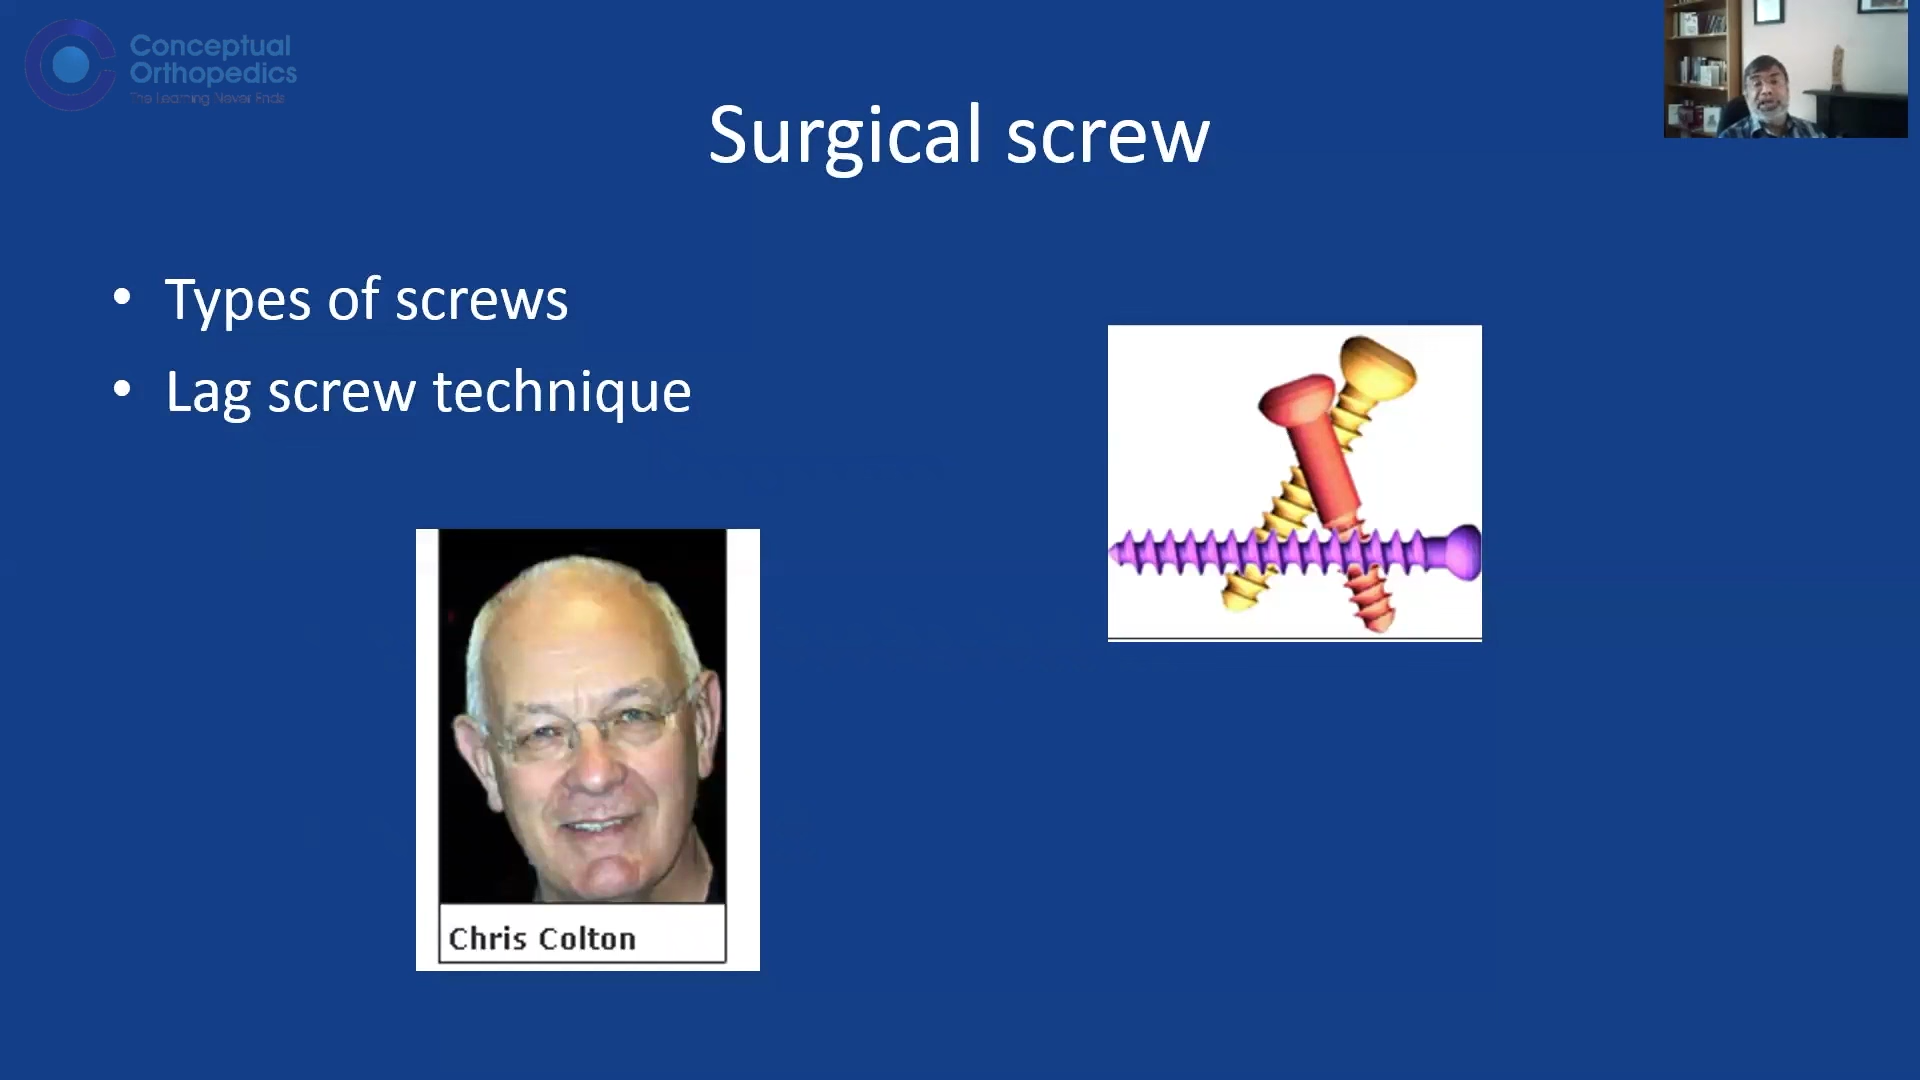 Conceptual
Orthopedics
The Learning Never Ends
Surgical screw
• Types of screws
• Lag screw technique
Chris Colton